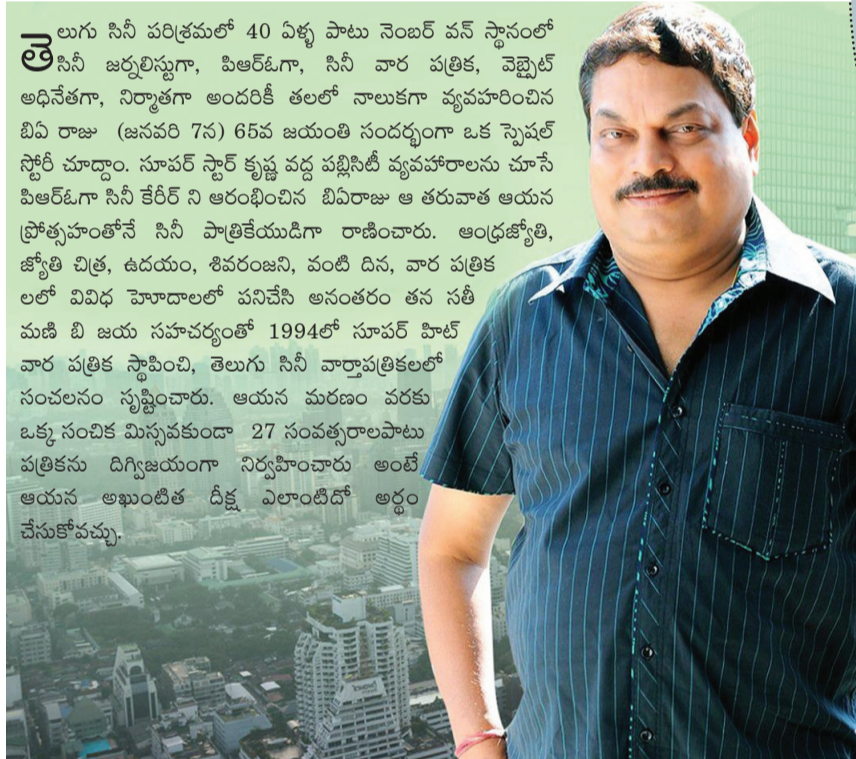 తెలుగు సినీ పరిశ్రమలో 40 ఏళ్ళ పాటు నెంబర్ వన్ స్థానంలో
సినీ జర్నలిస్టుగా, పిఆర్ఓగా, సినీ వార పత్రిక, వెబ్సైట్
అధినేతగా, నిర్మాతగా అందరికీ తలలో నాలుకగా వ్యవహరించిన
బిఏ రాజు (జనవరి 7న) 65వ జయంతి సందర్భంగా ఒక స్పెషల్
స్టోరీ చూద్దాం. సూపర్ స్టార్ కృష్ణ వద్ద పబ్లిసిటీ వ్యవహారాలను చూసే
పిఆర్ఓగా సినీ కేరీర్ ని ఆరంభించిన బిఏరాజు ఆ తరువాత ఆయన
ప్రోత్సహంతోనే సినీ పాత్రికేయుడిగా రాణించారు. ఆంధ్రజ్యోతి,
జ్యోతి చిత్ర, ఉదయం, శివరంజని, వంటి దిన, వార పత్రిక
లలో వివిధ హెూదాలలో పనిచేసి అనంతరం తన సతీ
మణి బి జయ సహచర్యంతో 1994లో సూపర్ హిట్
వార పత్రిక స్థాపించి, తెలుగు సినీ వార్తాపత్రికలలో
సంచలనం సృష్టించారు. ఆయన మరణం వరకు
ఒక్క సంచిక మిస్సవకుండా 27 సంవత్సరాలపాటు
పత్రికను దిగ్విజయంగా నిర్వహించారు అంటే
ఆయన అఖుంటిత దీక్ష ఎలాంటిదో అర్థం
చేసుకోవచ్చు.